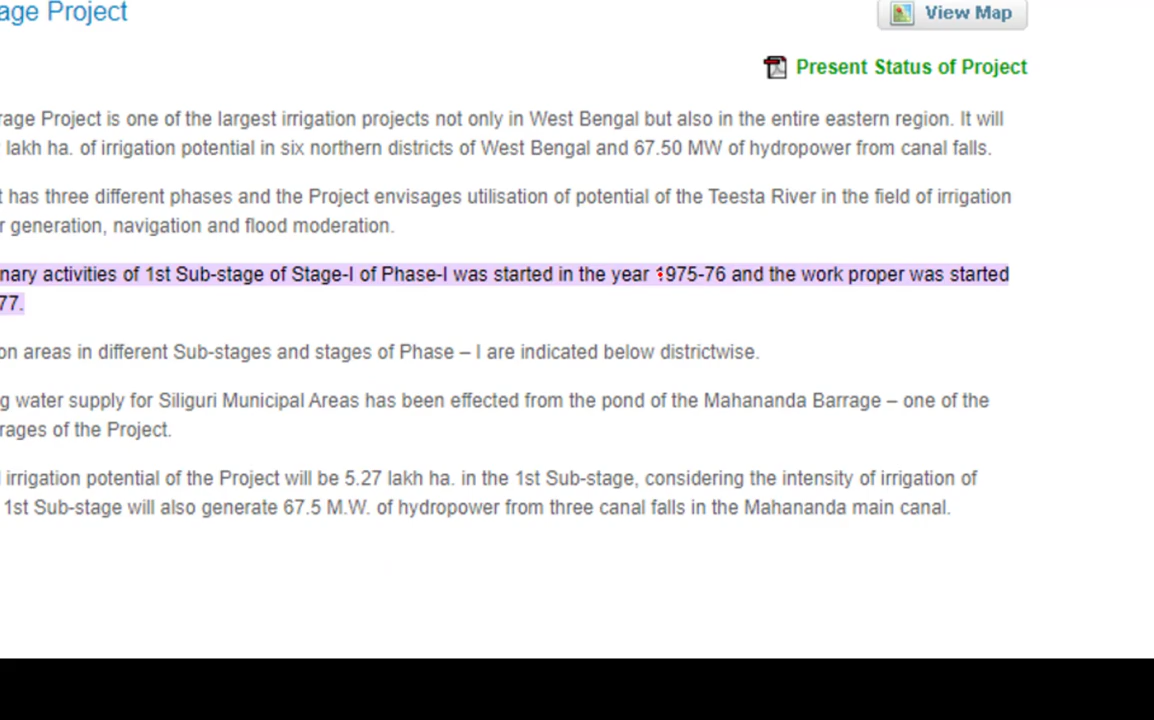 age Project
View Map
Present Status of Project
rage Project is one of the largest irrigation projects not only in West Bengal but also in the entire eastern region. It will
lakh ha. of irrigation potential in six northern districts of West Bengal and 67.50 MW of hydropower from canal falls.
t has three different phases and the Project envisages utilisation of potential of the Teesta River in the field of irrigation
r generation, navigation and flood moderation.
nary activities of 1st Sub-stage of Stage-I of Phase-I was started in the year 1975-76 and the work proper was started
77.
on areas in different Sub-stages and stages of Phase – I are indicated below districtwise.
g water supply for Siliguri Municipal Areas has been effected from the pond of the Mahananda Barrage – one of the
rages of the Project.
l irrigation potential of the Project will be 5.27 lakh ha. in the 1st Sub-stage, considering the intensity of irrigation of
1st Sub-stage will also generate 67.5 M.W. of hydropower from three canal falls in the Mahananda main canal.